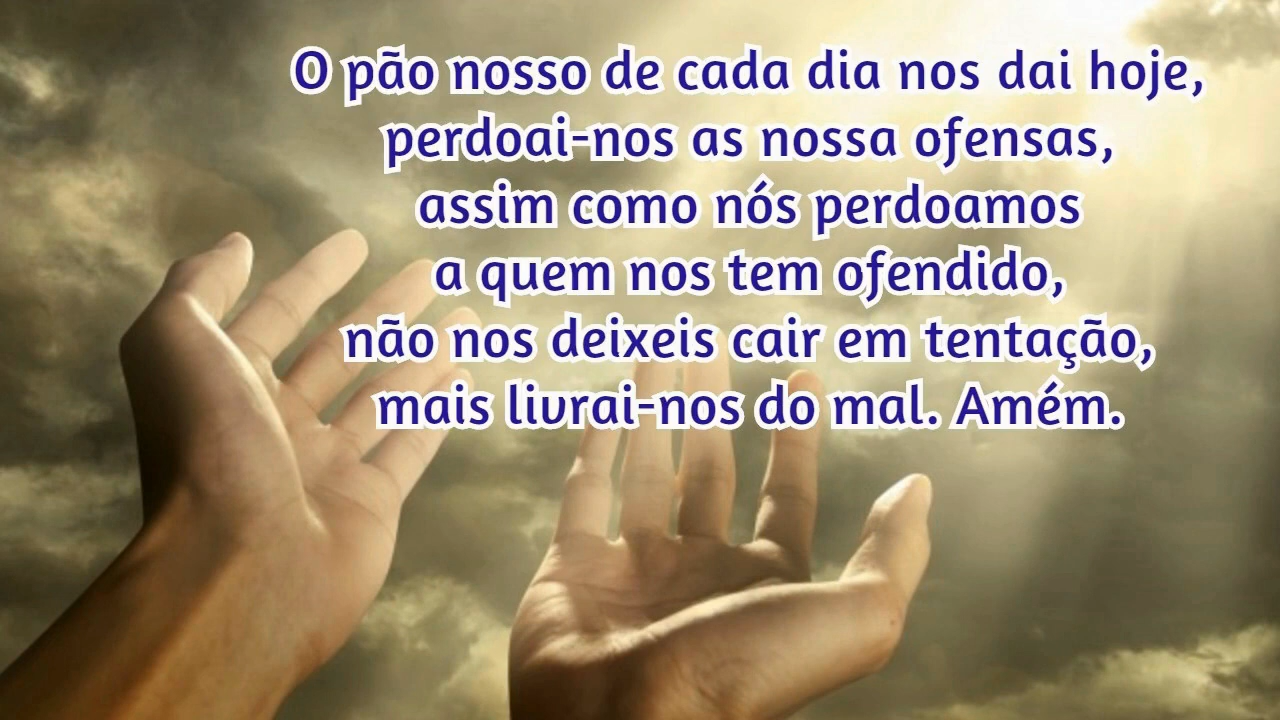 O pão nosso de cada dia nos dai hoje,
perdoai-nos as nossa ofensas,
assim como nós perdoamos
a quem nos tem ofendido,
não nos deixeis cair em tentação,
mais livrai-nos do mal. Amém.